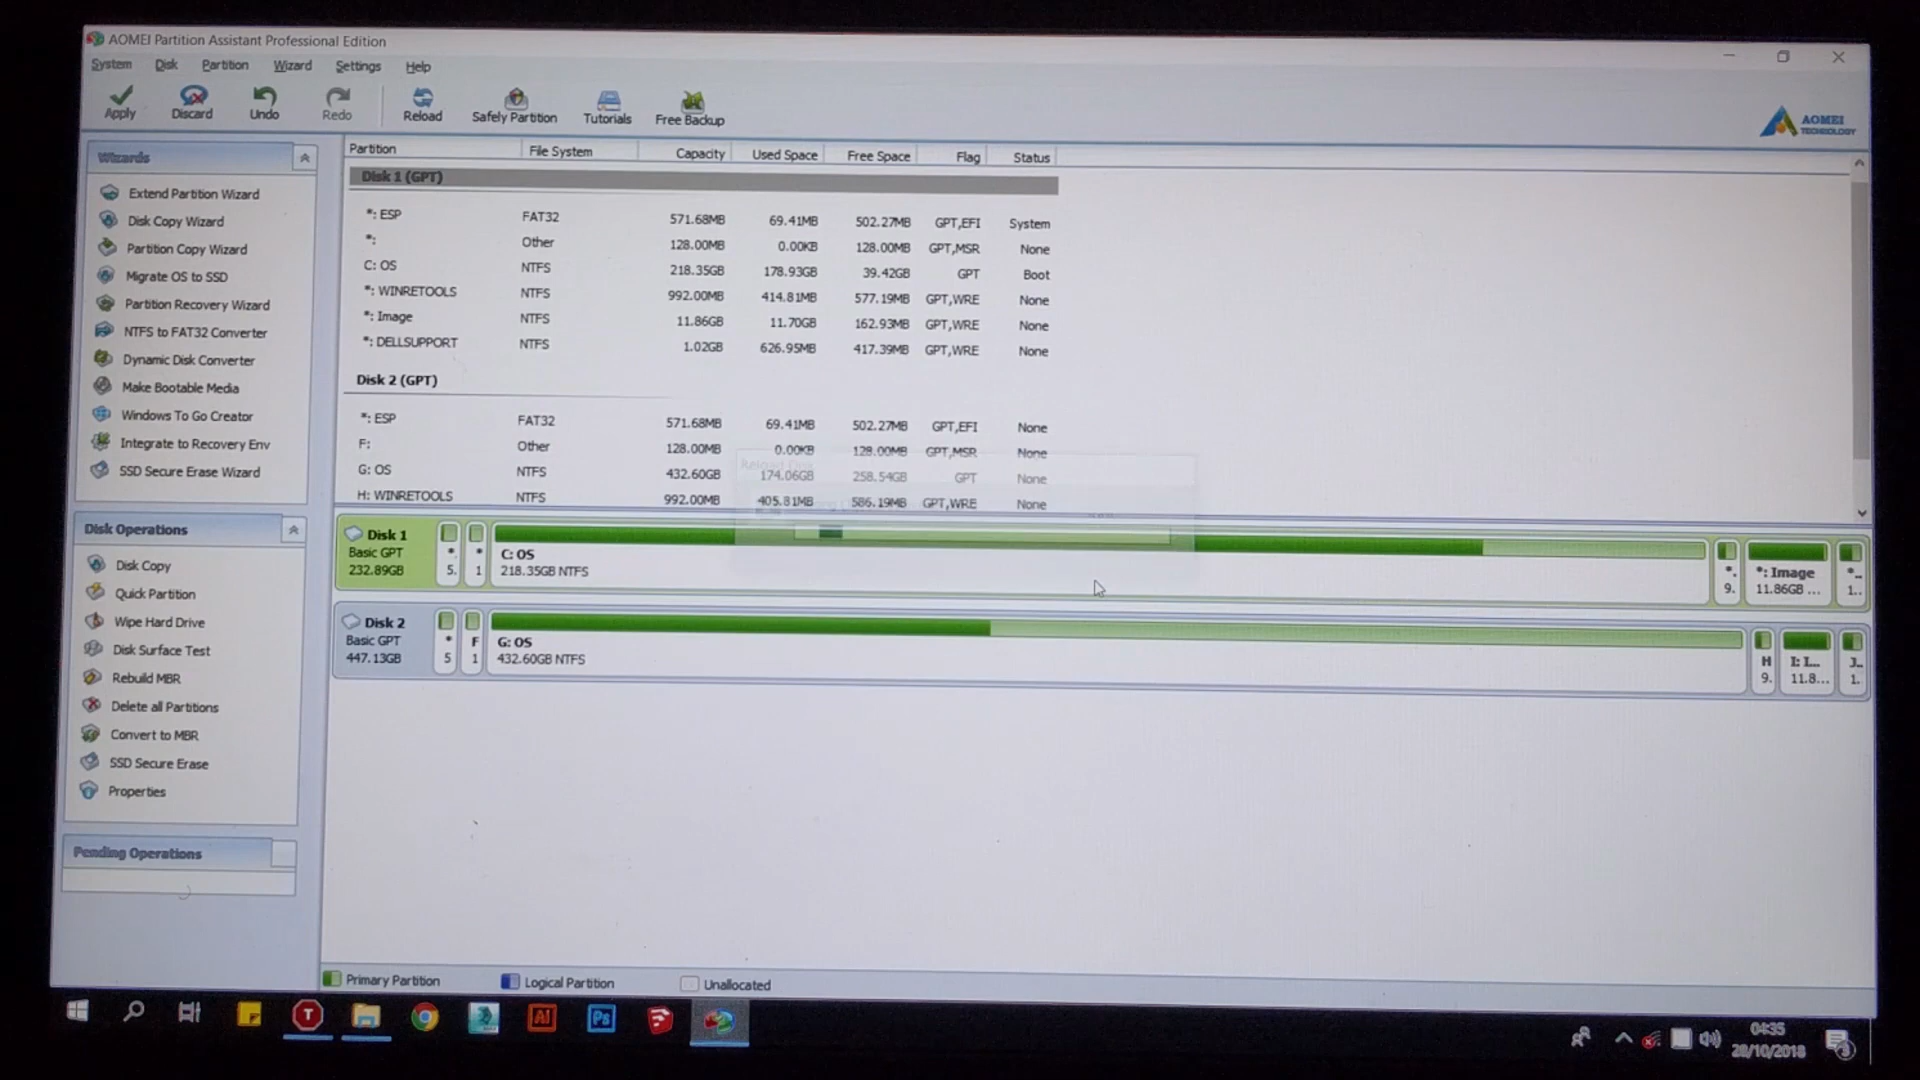 AOMEI Partition Assistant Professional Edition
System Disk Partition Wizard Settings Help
Apply Discard Undo Redo Reload Safely Partition Tutorials Free Backup
AOMEI
TECHNOLOGY
Wizards
Extend Partition Wizard
Disk Copy Wizard
Partition Copy Wizard
Migrate OS to SSD
Partition Recovery Wizard
NTFS to FAT32 Converter
Dynamic Disk Converter
Make Bootable Media
Windows To Go Creator
Integrate to Recovery Env
SSD Secure Erase Wizard
Disk Operations
Disk Copy
Quick Partition
Wipe Hard Drive
Disk Surface Test
Rebuild MBR
Delete all Partitions
Convert to MBR
SSD Secure Erase
Properties
Pending Operations
Partition File System Capacity Used Space Free Space Flag Status
Disk 1 (GPT)
*: ESP FAT32 571.68MB 69.41MB 502.27MB GPT,EFI System
*: Other 128.00MB 0.00KB 128.00MB GPT,MSR None
C: OS NTFS 218.35GB 178.93GB 39.42GB GPT Boot
*: WINRETOOLS NTFS 992.00MB 414.81MB 577.19MB GPT,WRE None
*: Image NTFS 11.86GB 11.70GB 162.93MB GPT,WRE None
*: DELLSUPPORT NTFS 1.02GB 626.95MB 417.39MB GPT,WRE None
Disk 2 (GPT)
*: ESP FAT32 571.68MB 69.41MB 502.27MB GPT,EFI None
F: Other 128.00MB 0.00KB 128.00MB GPT,MSR None
G: OS NTFS 432.60GB 174.06GB 258.54GB GPT None
H: WINRETOOLS NTFS 992.00MB 405.81MB 586.19MB GPT,WRE None
Disk 1
Basic GPT
232.89GB
*. 5.
* 1
C: OS
218.35GB NTFS
*. 9.
*: Image
11.86GB ...
*.. 1..
Disk 2
Basic GPT
447.13GB
* 5
F 1
G: OS
432.60GB NTFS
H 9.
I: I...
11.8...
J.. 1.
Primary Partition Logical Partition Unallocated
T Ai Ps
04:35
28/10/2018